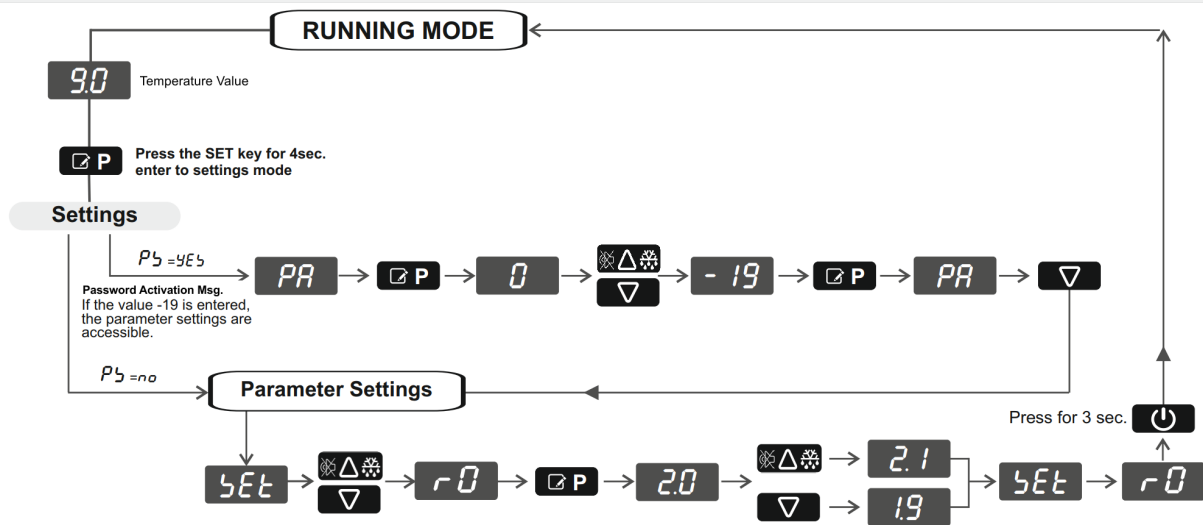 RUNNING MODE
9.0
Temperature Value
P
Press the SET key for 4sec.
enter to settings mode
Settings
PS =YES
PA
P
0
- 19
P
PA
Password Activation Msg.
If the value -19 is entered,
the parameter settings are
accessible.
PS =no
Parameter Settings
Press for 3 sec.
SEt
r0
P
2.0
2.1
1.9
SEt
r0